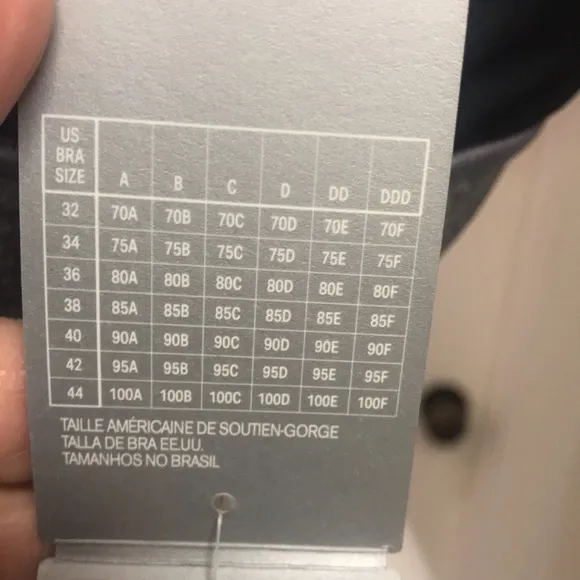 US
BRA
SIZE A B C D DD DDD
32 70A 70B 70C 70D 70E 70F
34 75A 75B 75C 75D 75E 75F
36 80A 80B 80C 80D 80E 80F
38 85A 85B 85C 85D 85E 85F
40 90A 90B 90C 90D 90E 90F
42 95A 95B 95C 95D 95E 95F
44 100A 100B 100C 100D 100E 100F
TAILLE AMÉRICAINE DE SOUTIEN-GORGE
TALLA DE BRA EE.UU.
TAMANHOS NO BRASIL